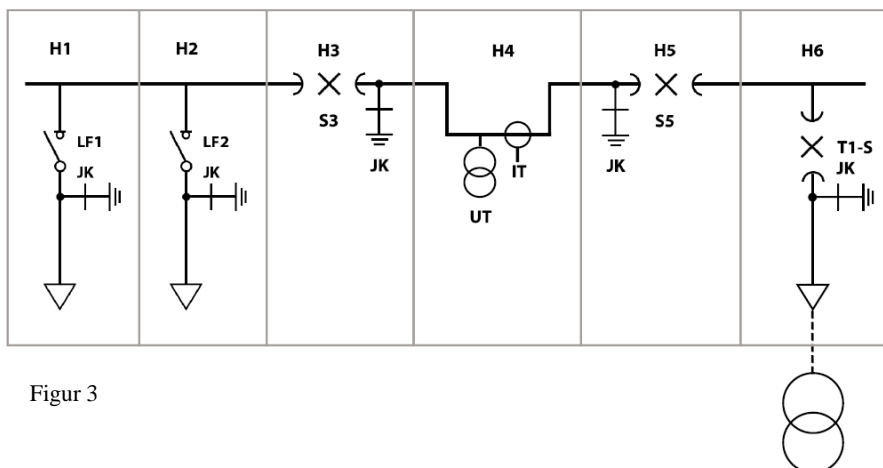 H1 H2 H3 H4 H5 H6
LF1 LF2 S3 S5 T1-S
JK JK JK JK JK
IT
UT
Figur 3